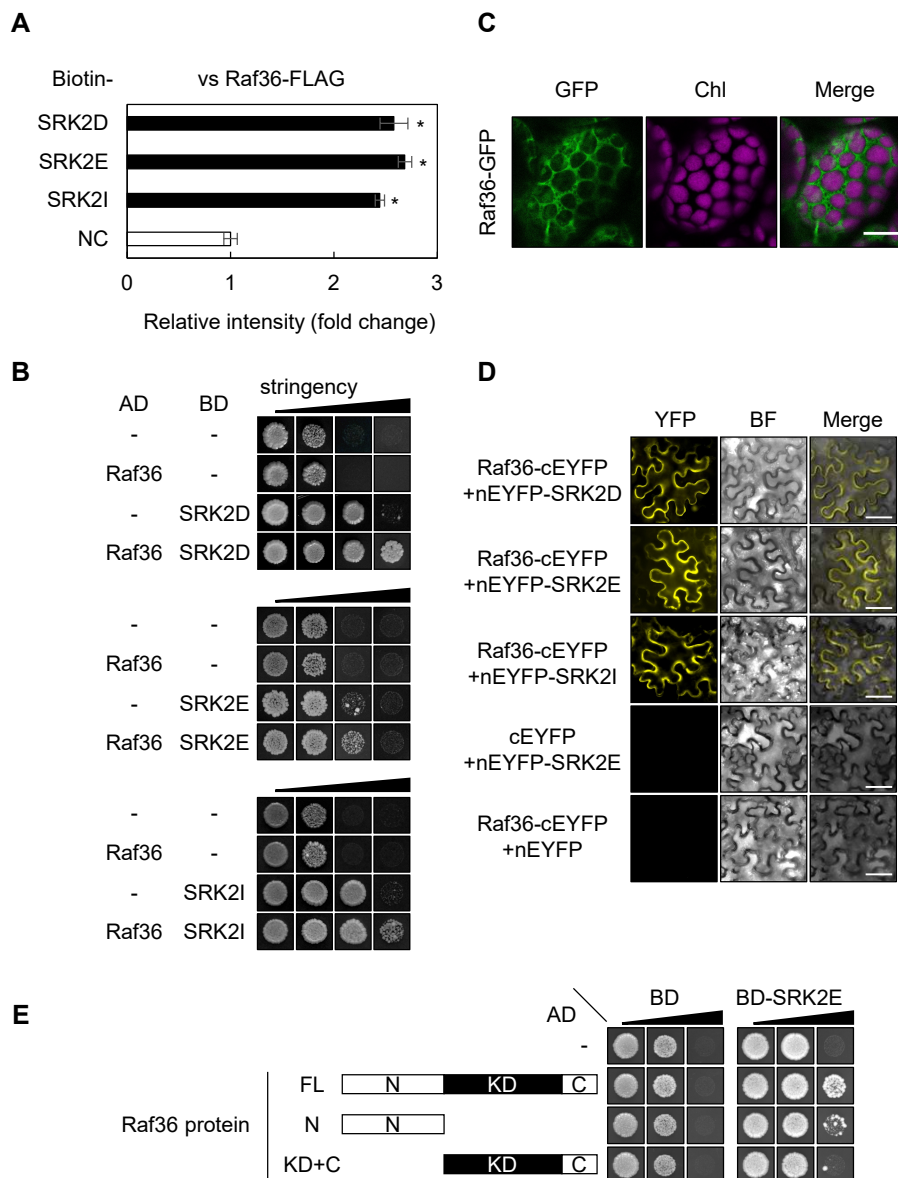 A
Biotin- vs Raf36-FLAG
SRK2D *
SRK2E *
SRK2I *
NC
0 1 2 3
Relative intensity (fold change)
B
stringency
AD BD
- -
Raf36 -
- SRK2D
Raf36 SRK2D
- -
Raf36 -
- SRK2E
Raf36 SRK2E
- -
Raf36 -
- SRK2I
Raf36 SRK2I
C
GFP Chl Merge
Raf36-GFP
D
YFP BF Merge
Raf36-cEYFP
+nEYFP-SRK2D
Raf36-cEYFP
+nEYFP-SRK2E
Raf36-cEYFP
+nEYFP-SRK2I
cEYFP
+nEYFP-SRK2E
Raf36-cEYFP
+nEYFP
E
AD BD BD-SRK2E
-
Raf36 protein
FL N KD C
N N
KD+C KD C